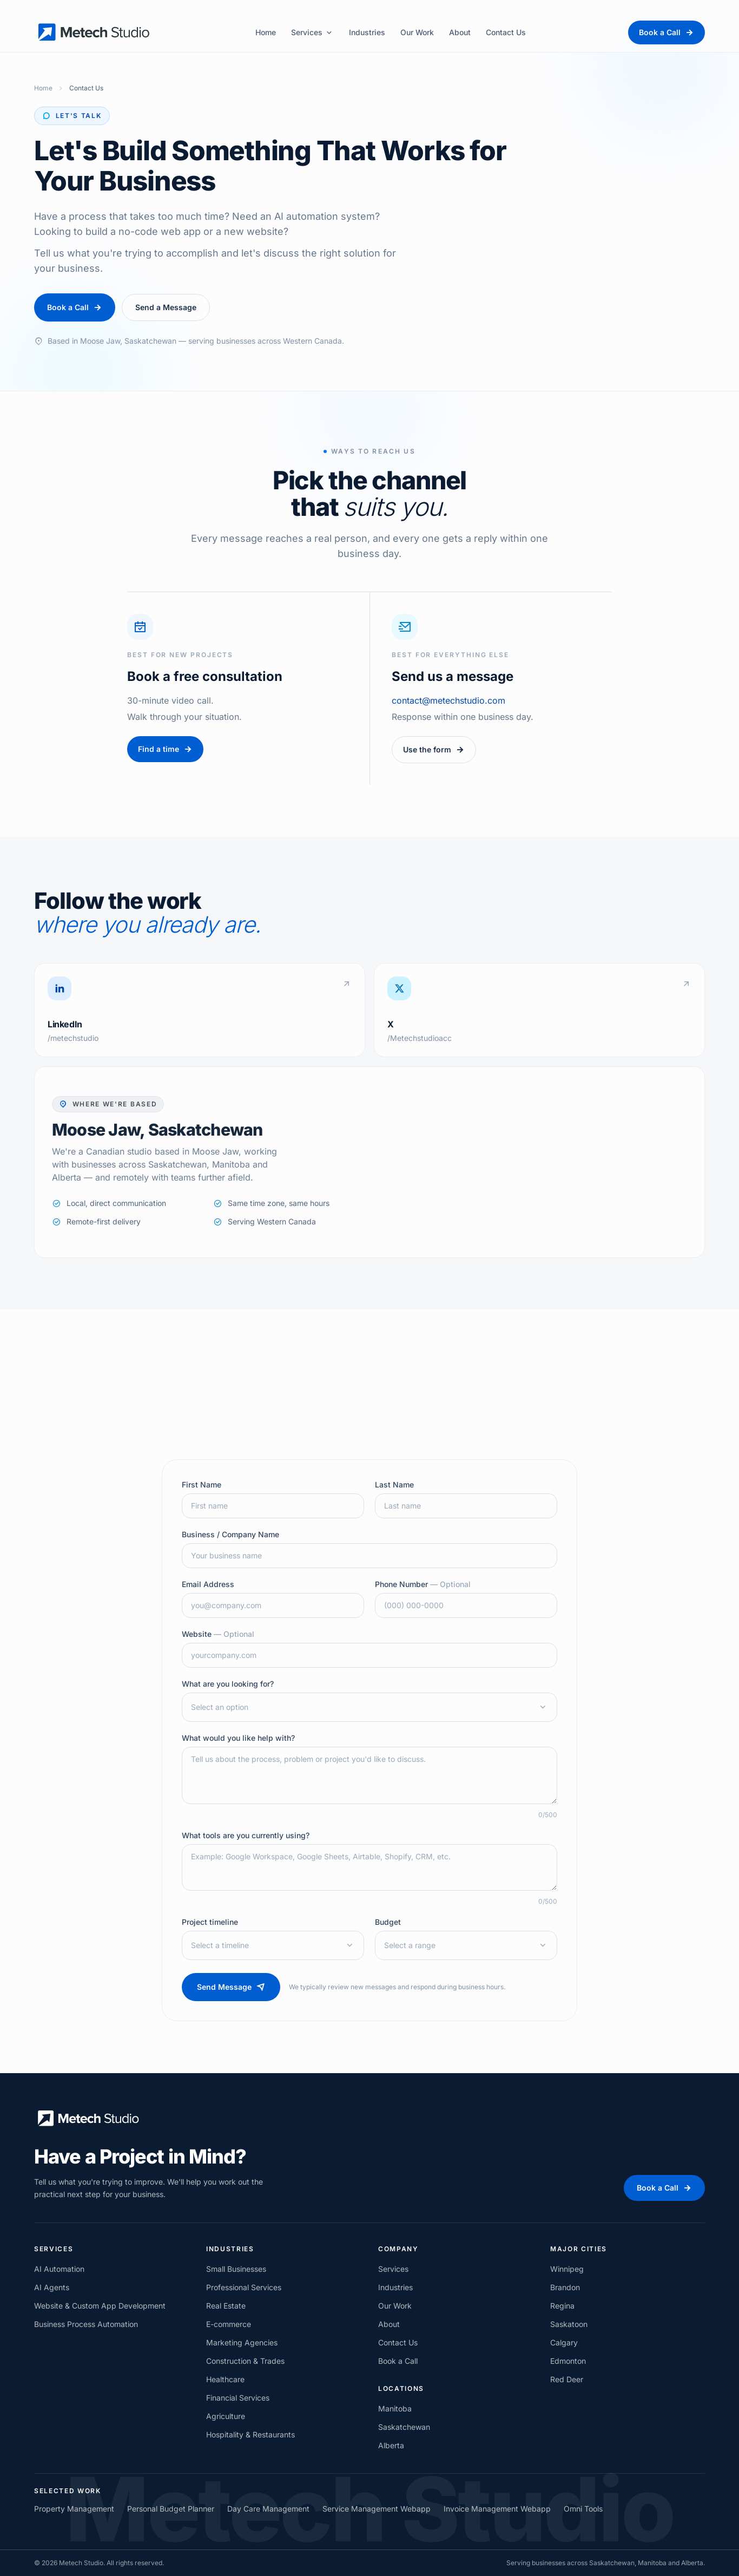 Metech Studio
Home
Services
Industries
Our Work
About
Contact Us
Book a Call
Home
Contact Us
LET'S TALK
Let's Build Something That Works for
Your Business
Have a process that takes too much time? Need an AI automation system?
Looking to build a no-code web app or a new website?
Tell us what you're trying to accomplish and let's discuss the right solution for
your business.
Book a Call
Send a Message
Based in Moose Jaw, Saskatchewan — serving businesses across Western Canada.
WAYS TO REACH US
Pick the channel
that suits you.
Every message reaches a real person, and every one gets a reply within one
business day.
BEST FOR NEW PROJECTS
Book a free consultation
30-minute video call.
Walk through your situation.
Find a time
BEST FOR EVERYTHING ELSE
Send us a message
contact@metechstudio.com
Response within one business day.
Use the form
Follow the work
where you already are.
LinkedIn
/metechstudio
X
/Metechstudioacc
WHERE WE'RE BASED
Moose Jaw, Saskatchewan
We're a Canadian studio based in Moose Jaw, working
with businesses across Saskatchewan, Manitoba and
Alberta — and remotely with teams further afield.
Local, direct communication
Same time zone, same hours
Remote-first delivery
Serving Western Canada
First Name
Last Name
First name
Last name
Business / Company Name
Your business name
Email Address
Phone Number — Optional
you@company.com
(000) 000-0000
Website — Optional
yourcompany.com
What are you looking for?
Select an option
What would you like help with?
Tell us about the process, problem or project you'd like to discuss.
0/500
What tools are you currently using?
Example: Google Workspace, Google Sheets, Airtable, Shopify, CRM, etc.
0/500
Project timeline
Budget
Select a timeline
Select a range
Send Message
We typically review new messages and respond during business hours.
Metech Studio
Have a Project in Mind?
Tell us what you're trying to improve. We'll help you work out the
practical next step for your business.
Book a Call
SERVICES
AI Automation
AI Agents
Website & Custom App Development
Business Process Automation
INDUSTRIES
Small Businesses
Professional Services
Real Estate
E-commerce
Marketing Agencies
Construction & Trades
Healthcare
Financial Services
Agriculture
Hospitality & Restaurants
COMPANY
Services
Industries
Our Work
About
Contact Us
Book a Call
LOCATIONS
Manitoba
Saskatchewan
Alberta
MAJOR CITIES
Winnipeg
Brandon
Regina
Saskatoon
Calgary
Edmonton
Red Deer
Metech Studio
SELECTED WORK
Property Management
Personal Budget Planner
Day Care Management
Service Management Webapp
Invoice Management Webapp
Omni Tools
© 2026 Metech Studio. All rights reserved.
Serving businesses across Saskatchewan, Manitoba and Alberta.